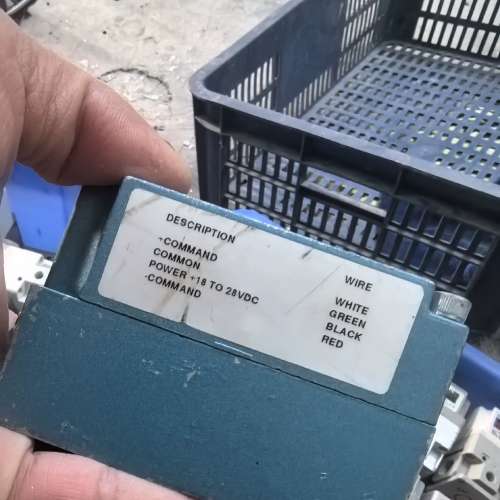 DESCRIPTION WIRE
-COMMAND WHITE
COMMON GREEN
POWER +18 TO 28VDC BLACK
-COMMAND RED